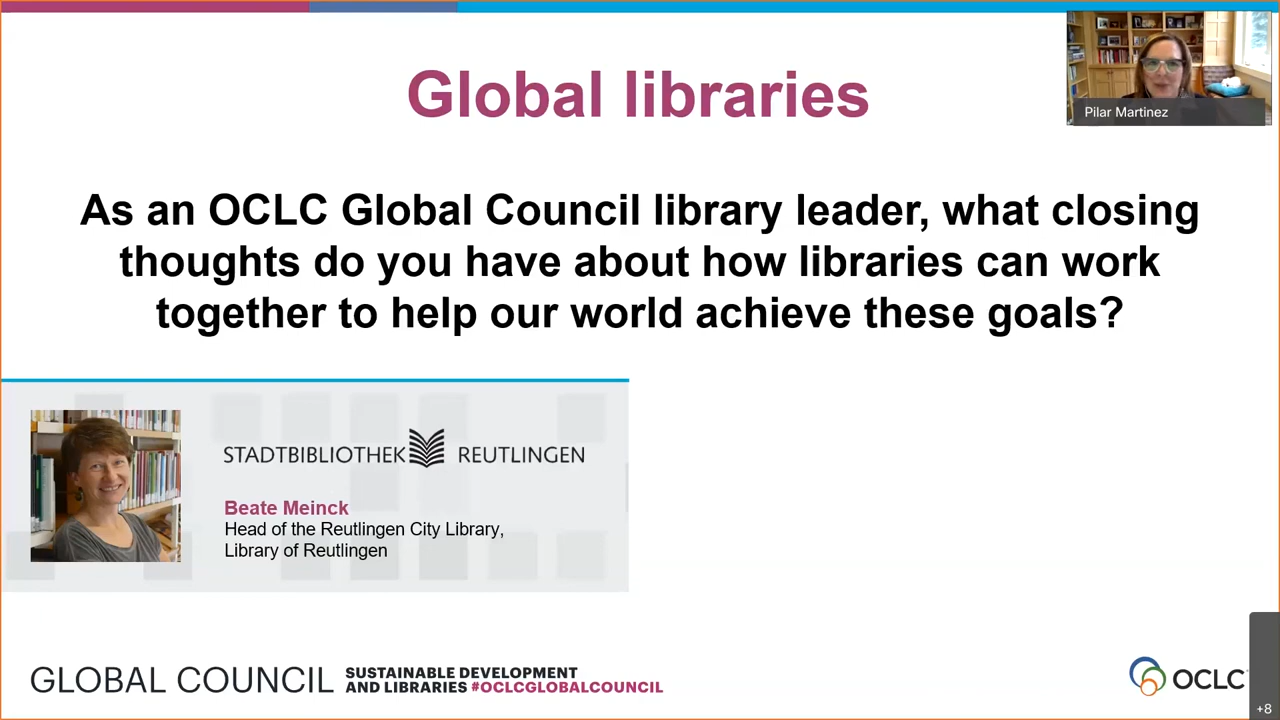 Global libraries
Pilar Martinez
As an OCLC Global Council library leader, what closing
thoughts do you have about how libraries can work
together to help our world achieve these goals?
STADTBIBLIOTHEK REUTLINGEN
Beate Meinck
Head of the Reutlingen City Library,
Library of Reutlingen
GLOBAL COUNCIL
SUSTAINABLE DEVELOPMENT
AND LIBRARIES #OCLCGLOBALCOUNCIL
OCLC
+8